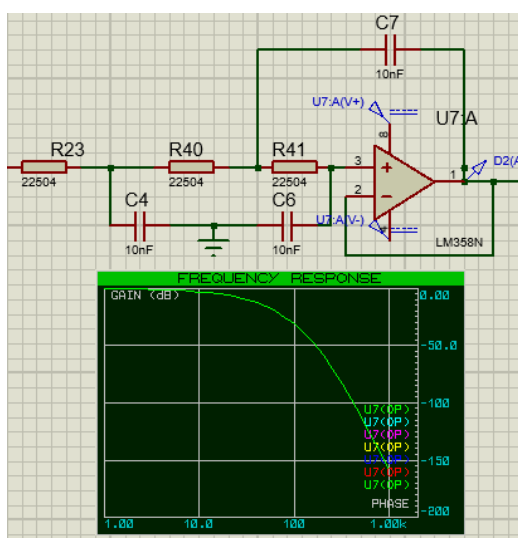 C7
10nF
U7:A(V+)
U7:A
8
R23
R40
R41
3
1
D2(A
22504
22504
22504
2
C4
C6
U7:A(V-)
4
10nF
10nF
LM358N
FREQUENCY RESPONSE
GAIN (dB)
0.00
-50.0
-100
U7(OP)
U7(OP)
U7(OP)
U7(OP)
U7(OP)
-150
U7(OP)
U7(OP)
PHASE
-200
1.00
10.0
100
1.00k